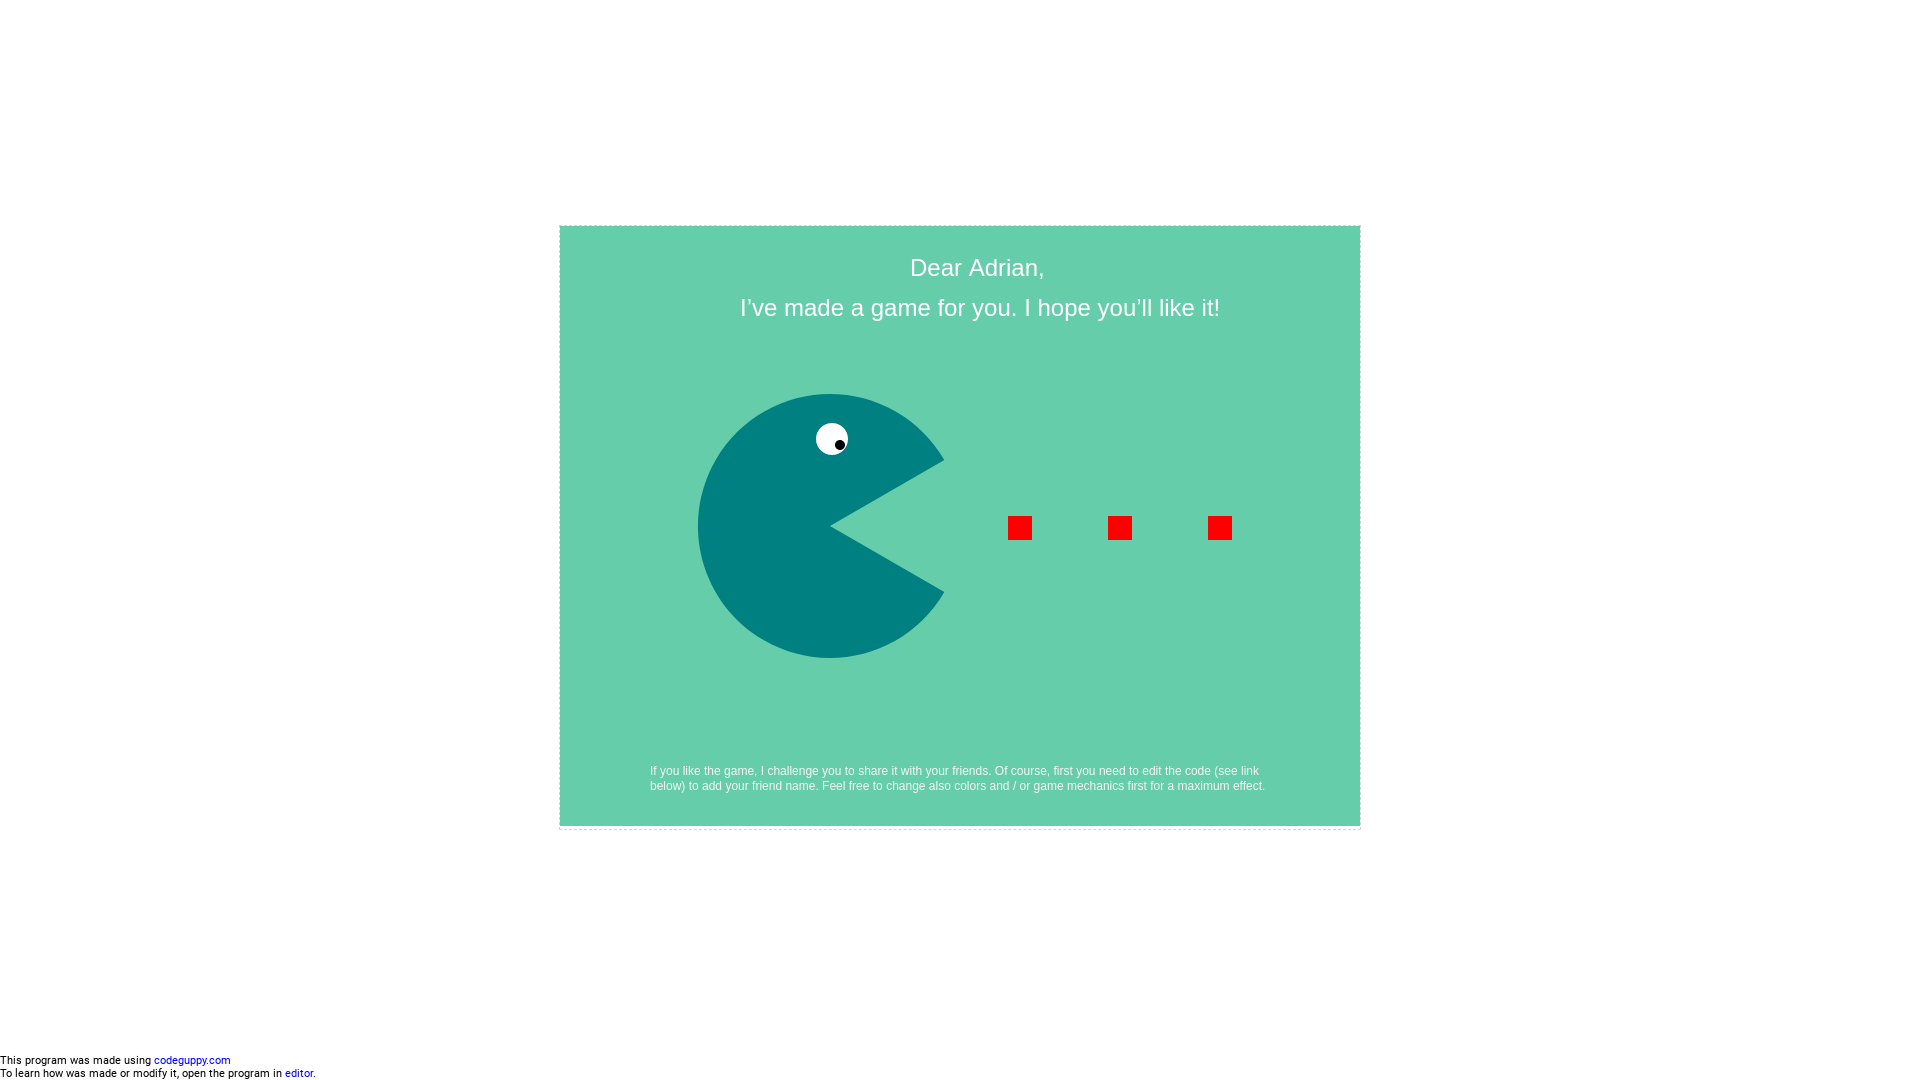 Dear Adrian,
I’ve made a game for you. I hope you’ll like it!
If you like the game, I challenge you to share it with your friends. Of course, first you need to edit the code (see link
below) to add your friend name. Feel free to change also colors and / or game mechanics first for a maximum effect.
This program was made using codeguppy.com
To learn how was made or modify it, open the program in editor.